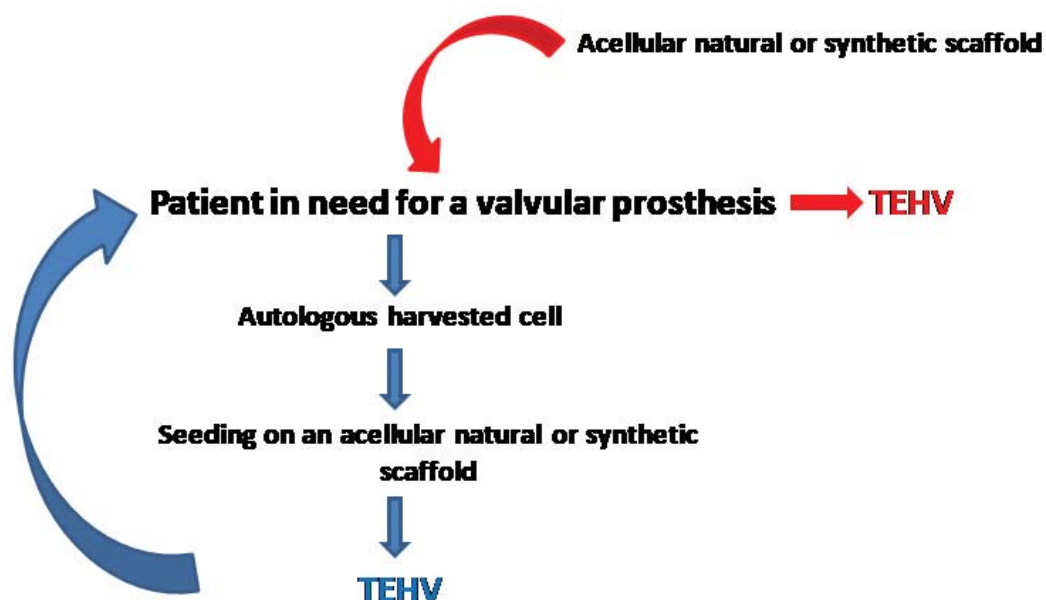 Acellular natural or synthetic scaffold
Patient in need for a valvular prosthesis TEHV
Autologous harvested cell
Seeding on an acellular natural or synthetic
scaffold
TEHV